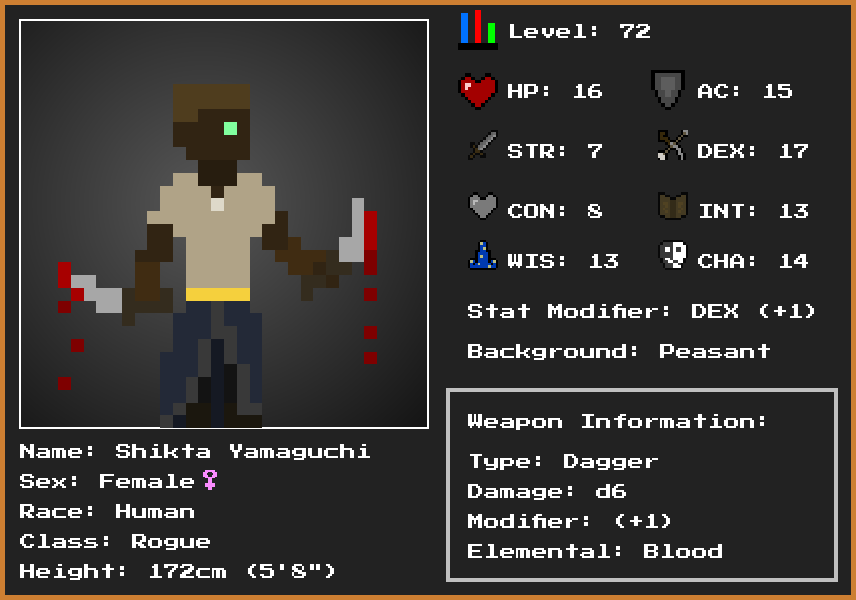 Level: 72
HP: 16 AC: 15
STR: 7 DEX: 17
CON: 8 INT: 13
WIS: 13 CHA: 14
Stat Modifier: DEX (+1)
Background: Peasant
Weapon Information:
Type: Dagger
Damage: d6
Modifier: (+1)
Elemental: Blood
Name: Shikta Yamaguchi
Sex: Female♀
Race: Human
Class: Rogue
Height: 172cm (5'8")